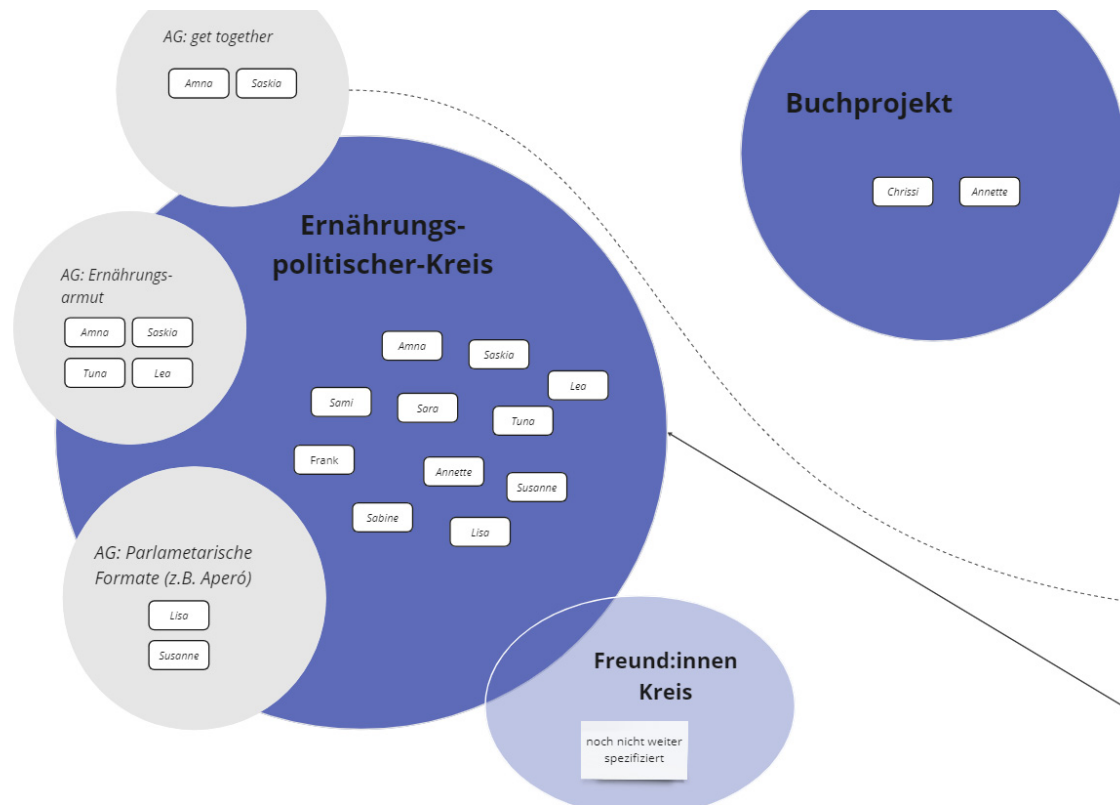 AG: get together
Amna Saskia
Buchprojekt
Chrissi Annette
Ernährungs-
politischer-Kreis
AG: Ernährungs-
armut
Amna Saskia
Tuna Lea
Amna
Saskia
Lea
Sami
Sara
Tuna
Frank
Annette
Susanne
Sabine
Lisa
AG: Parlametarische
Formate (z.B. Aperó)
Lisa
Susanne
Freund:innen
Kreis
noch nicht weiter
spezifiziert